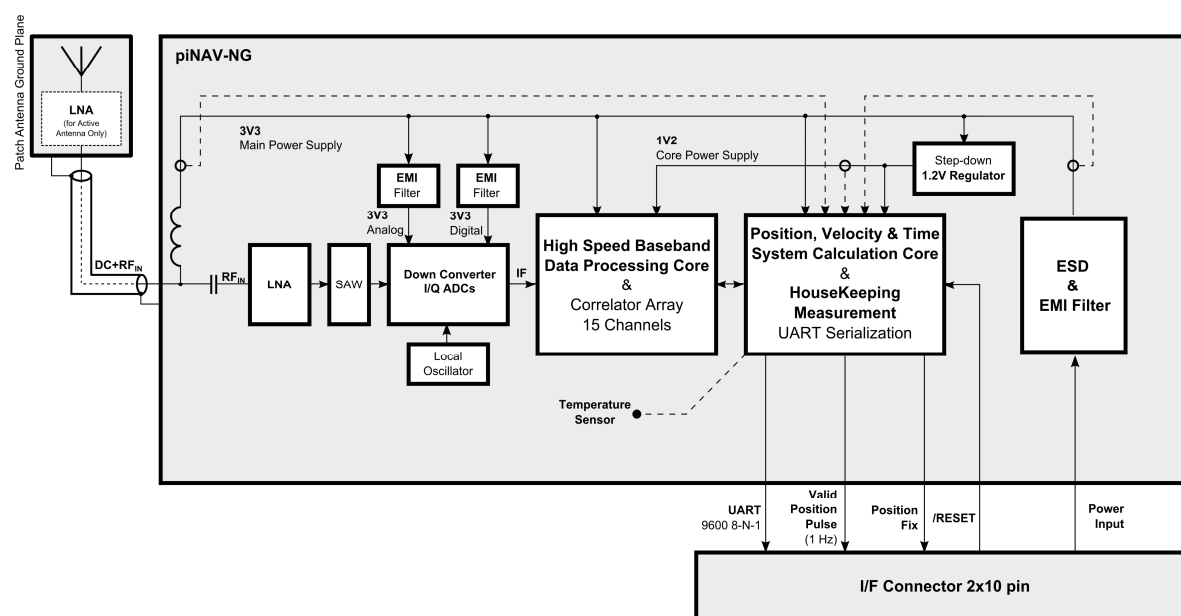 Patch Antenna Ground Plane
LNA
(for Active
Antenna Only)
piNAV-NG
3V3
Main Power Supply
1V2
Core Power Supply
Step-down
1.2V Regulator
EMI
Filter
EMI
Filter
3V3
Analog
3V3
Digital
DC+RFIN
RFIN
LNA
SAW
Down Converter
I/Q ADCs
IF
Local
Oscillator
High Speed Baseband
Data Processing Core
&
Correlator Array
15 Channels
Position, Velocity & Time
System Calculation Core
&
HouseKeeping
Measurement
UART Serialization
ESD
&
EMI Filter
Temperature
Sensor
UART
9600 8-N-1
Valid
Position
Pulse
(1 Hz)
Position
Fix
/RESET
Power
Input
I/F Connector 2x10 pin